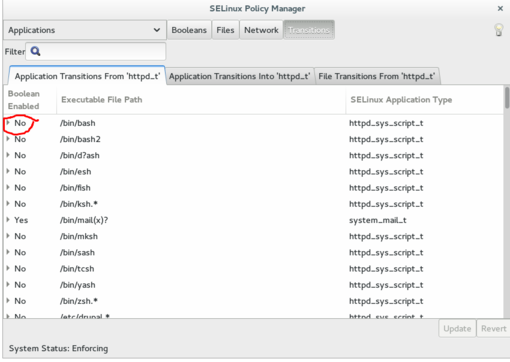 SELinux Policy Manager
Applications Booleans Files Network Transitions
Filter
Application Transitions From 'httpd_t' Application Transitions Into 'httpd_t' File Transitions From 'httpd_t'
Boolean Enabled Executable File Path SELinux Application Type
No /bin/bash httpd_sys_script_t
No /bin/bash2 httpd_sys_script_t
No /bin/d?ash httpd_sys_script_t
No /bin/esh httpd_sys_script_t
No /bin/fish httpd_sys_script_t
No /bin/ksh.* httpd_sys_script_t
Yes /bin/mail(x)? system_mail_t
No /bin/mksh httpd_sys_script_t
No /bin/sash httpd_sys_script_t
No /bin/tcsh httpd_sys_script_t
No /bin/yash httpd_sys_script_t
No /bin/zsh.* httpd_sys_script_t
No /etc/drupal.* httpd_sys_script_t
Update Revert
System Status: Enforcing